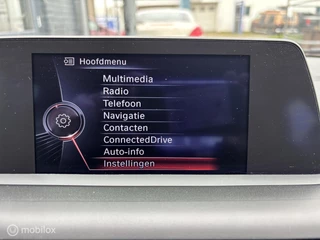 Hoofdmenu
Multimedia
Radio
Telefoon
Navigatie
Contacten
ConnectedDrive
Auto-info
Instellingen
mobilox